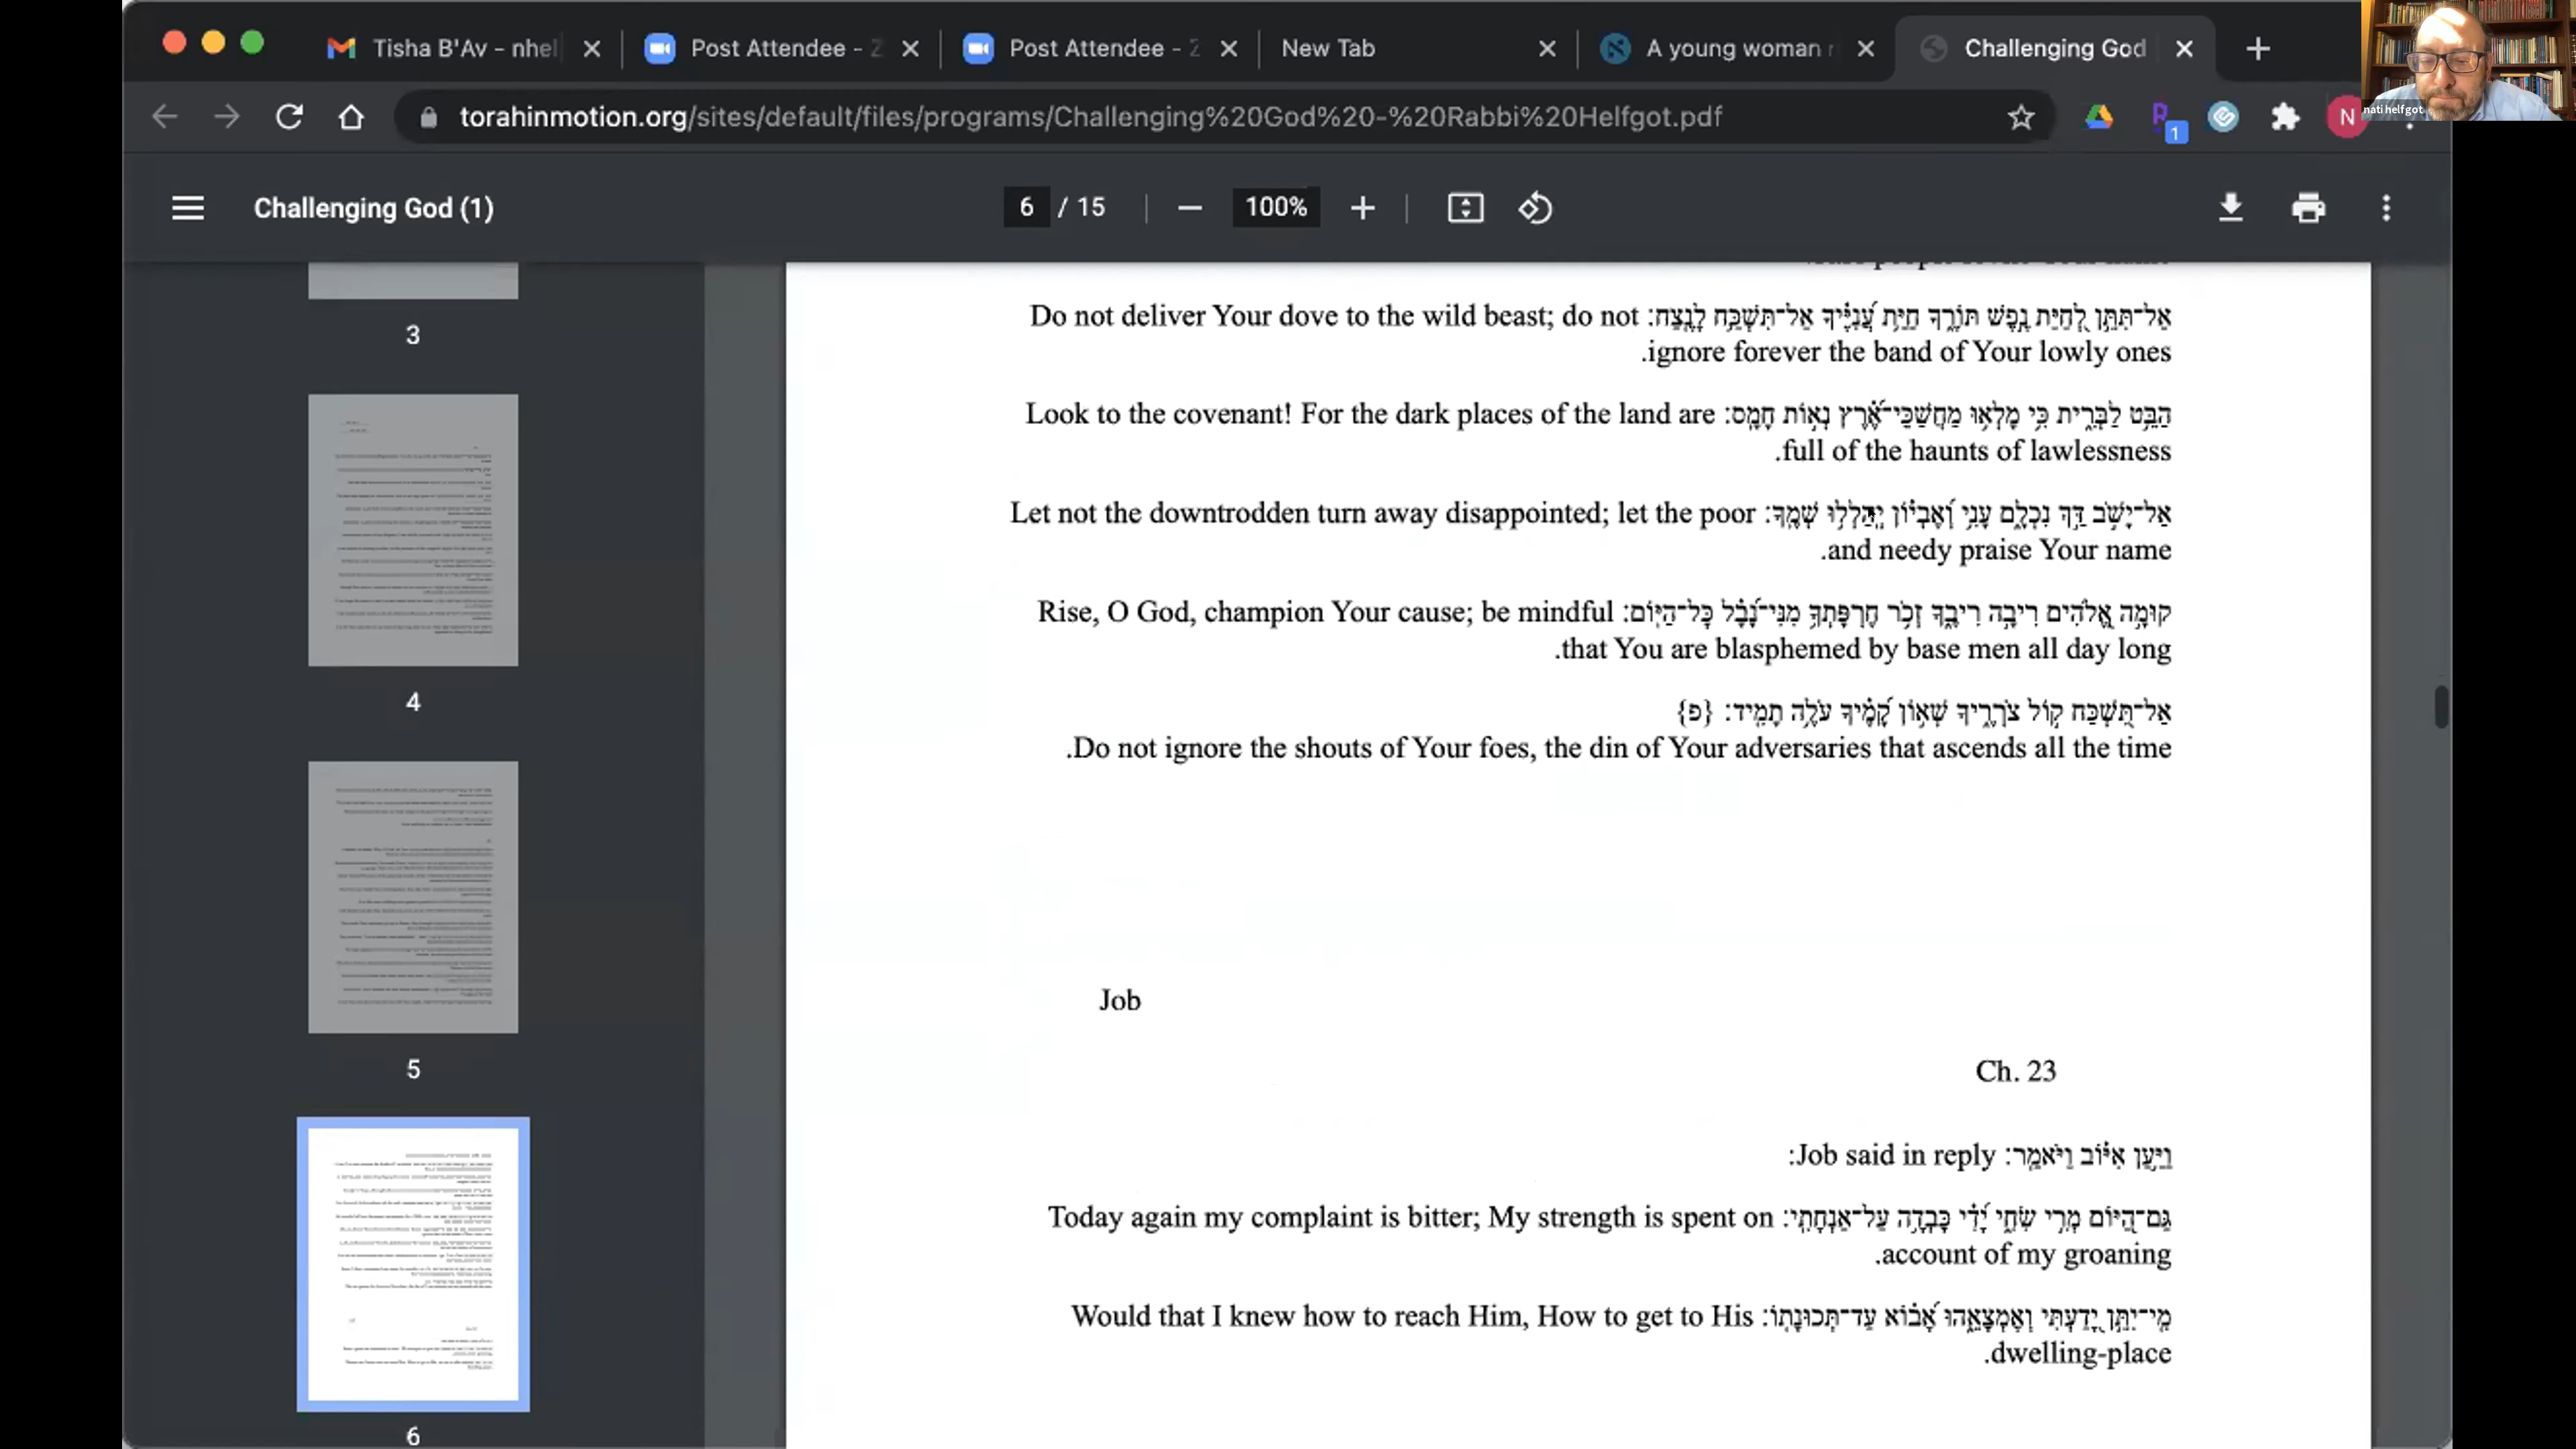 Tisha B'Av - nhel
Post Attendee - Z
Post Attendee - Z
New Tab
A young woman r
Challenging God
nati helfgot
torahinmotion.org/sites/default/files/programs/Challenging%20God%20-%20Rabbi%20Helfgot.pdf
1
N
Challenging God (1)
6 / 15
100%
3
4
5
6
אַל־תִּתֵּ֣ן לְ֭חַיַּת נֶ֣פֶשׁ תּוֹרֶ֑ךָ חַיַּ֥ת עֲ֝נִיֶּ֗יךָ אַל־תִּשְׁכַּ֥ח לָנֶֽצַח׃ Do not deliver Your dove to the wild beast; do not
ignore forever the band of Your lowly ones.
הַבֵּ֥ט לַבְּרִ֑ית כִּ֥י מָלְא֥וּ מַחֲשַׁכֵּי־אֶ֝֗רֶץ נְא֣וֹת חָמָֽס׃ Look to the covenant! For the dark places of the land are
full of the haunts of lawlessness.
אַל־יָשֹׁ֣ב דַּ֣ךְ נִכְלָ֑ם עָנִ֥י וְ֝אֶבְי֗וֹן יְֽהַלְל֥וּ שְׁמֶֽךָ׃ Let not the downtrodden turn away disappointed; let the poor
and needy praise Your name.
קוּמָ֣ה אֱ֭לֹהִים רִיבָ֣ה רִיבֶ֑ךָ זְכֹ֥ר חֶרְפָּתְךָ֥ מִנִּי־נָ֝בָ֗ל כָּל־הַיּֽוֹם׃ Rise, O God, champion Your cause; be mindful
that You are blasphemed by base men all day long.
אַל־תִּ֭שְׁכַּח ק֣וֹל צֹרְרֶ֑יךָ שְׁא֥וֹן קָ֝מֶ֗יךָ עֹלֶ֥ה תָמִֽיד׃ {פ}
Do not ignore the shouts of Your foes, the din of Your adversaries that ascends all the time.
Job
Ch. 23
וַיַּ֥עַן אִיּ֗וֹב וַיֹּאמַֽר׃ Job said in reply:
גַּם־הַ֭יּוֹם מְרִ֣י שִׂחִ֑י יָ֝דִ֗י כָּבְדָ֥ה עַל־אַנְחָתִֽי׃ Today again my complaint is bitter; My strength is spent on
account of my groaning.
מִֽי־יִתֵּ֣ן יָ֭דַעְתִּי וְאֶמְצָאֵ֑הוּ אָ֝ב֗וֹא עַד־תְּכוּנָתֽוֹ׃ Would that I knew how to reach Him, How to get to His
dwelling-place.